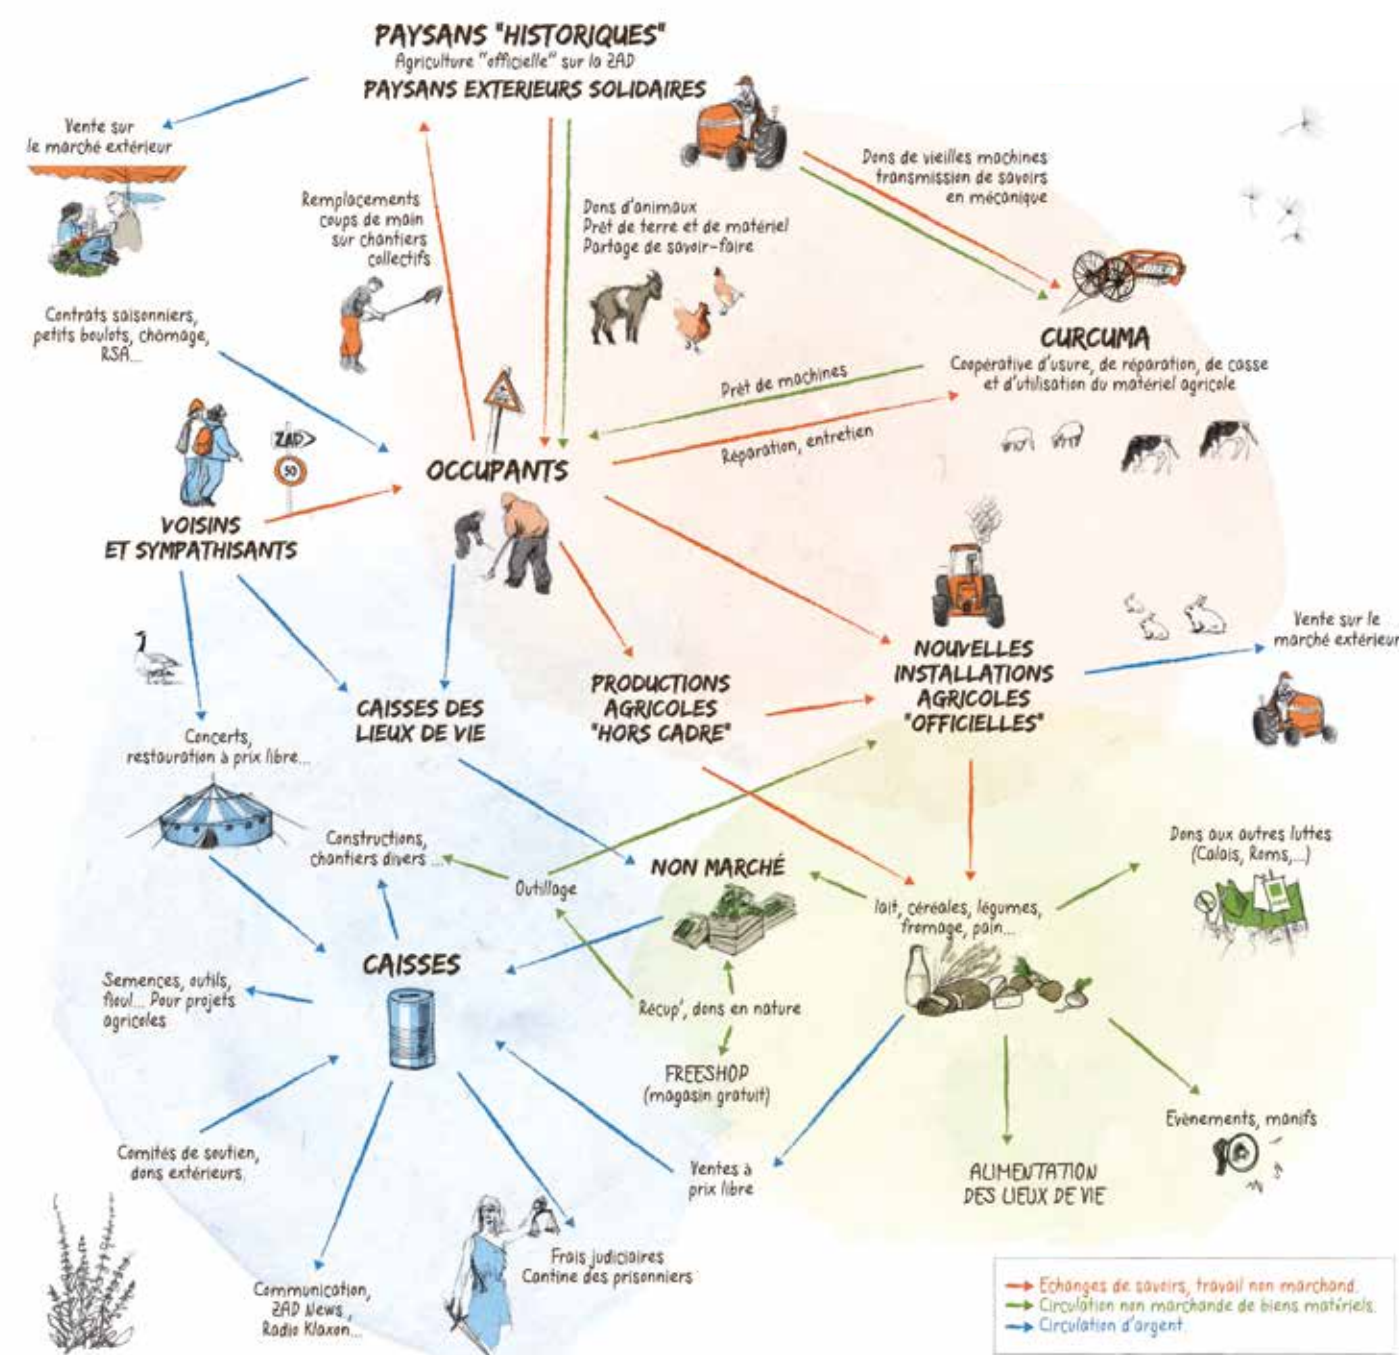 PAYSANS "HISTORIQUES"
Agriculture "officielle" sur la ZAD
PAYSANS EXTERIEURS SOLIDAIRES
Vente sur
le marché extérieur
Remplacements
coups de main
sur chantiers
collectifs
Dons d'animaux
Prêt de terre et de matériel
Partage de savoir-faire
Dons de vieilles machines
transmission de savoirs
en mécanique
Contrats saisonniers,
petits boulots, chômage,
RSA...
CURCUMA
Coopérative d'usure, de réparation, de casse
et d'utilisation du matériel agricole
Prêt de machines
Réparation, entretien
ZAD>
50
OCCUPANTS
VOISINS
ET SYMPATHISANTS
NOUVELLES
INSTALLATIONS
AGRICOLES
"OFFICIELLES"
Vente sur le
marché extérieur
PRODUCTIONS
AGRICOLES
"HORS CADRE"
CAISSES DES
LIEUX DE VIE
Concerts,
restauration à prix libre...
Constructions,
chantiers divers ...
Outillage
NON MARCHÉ
lait, céréales, légumes,
fromage, pain...
Dons aux autres luttes
(Calais, Roms,...)
CAISSES
Semences, outils,
fioul... Pour projets
agricoles
Récup', dons en nature
FREESHOP
(magasin gratuit)
Comités de soutien,
dons extérieurs.
Ventes à
prix libre
ALIMENTATION
DES LIEUX DE VIE
Evènements, manifs
Frais judiciaires
Cantine des prisonniers
Communication,
ZAD News,
Radio Klaxon...
Echanges de savoirs, travail non marchand.
Circulation non marchande de biens matériels.
Circulation d'argent.